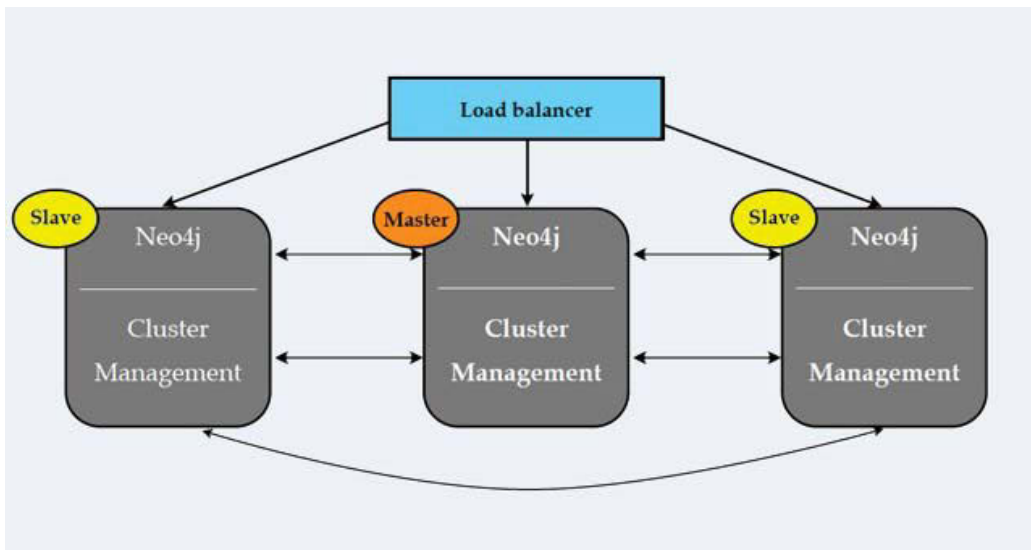 Load balancer
Slave
Master
Slave
Neo4j
Neo4j
Neo4j
Cluster
Management
Cluster
Management
Cluster
Management